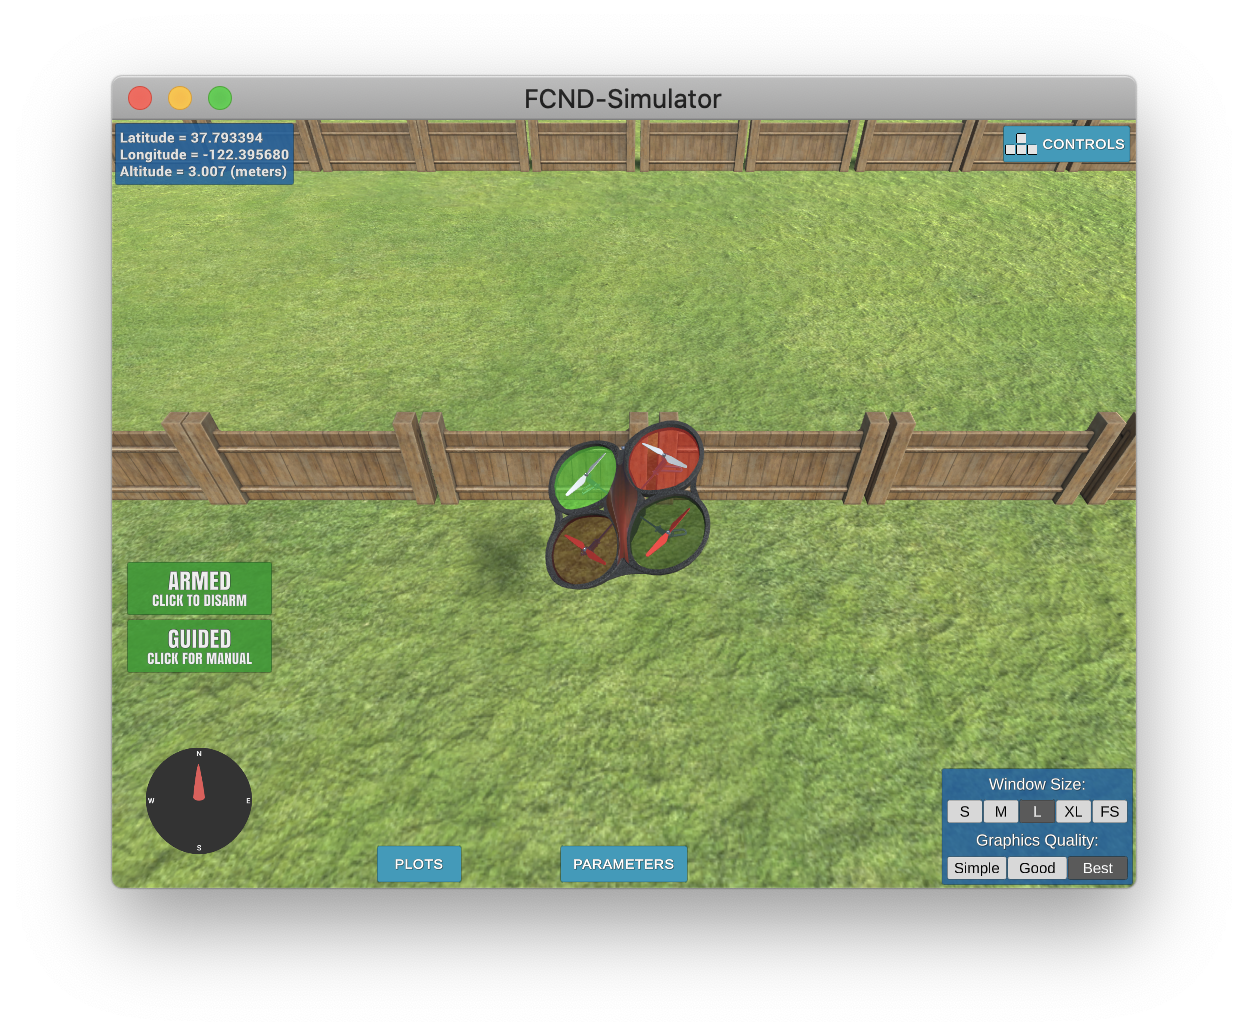 FCND-Simulator
Latitude = 37.793394
Longitude = -122.395680
Altitude = 3.007 (meters)
CONTROLS
ARMED
CLICK TO DISARM
GUIDED
CLICK FOR MANUAL
N
W E
S
PLOTS
PARAMETERS
Window Size:
S M L XL FS
Graphics Quality:
Simple Good Best